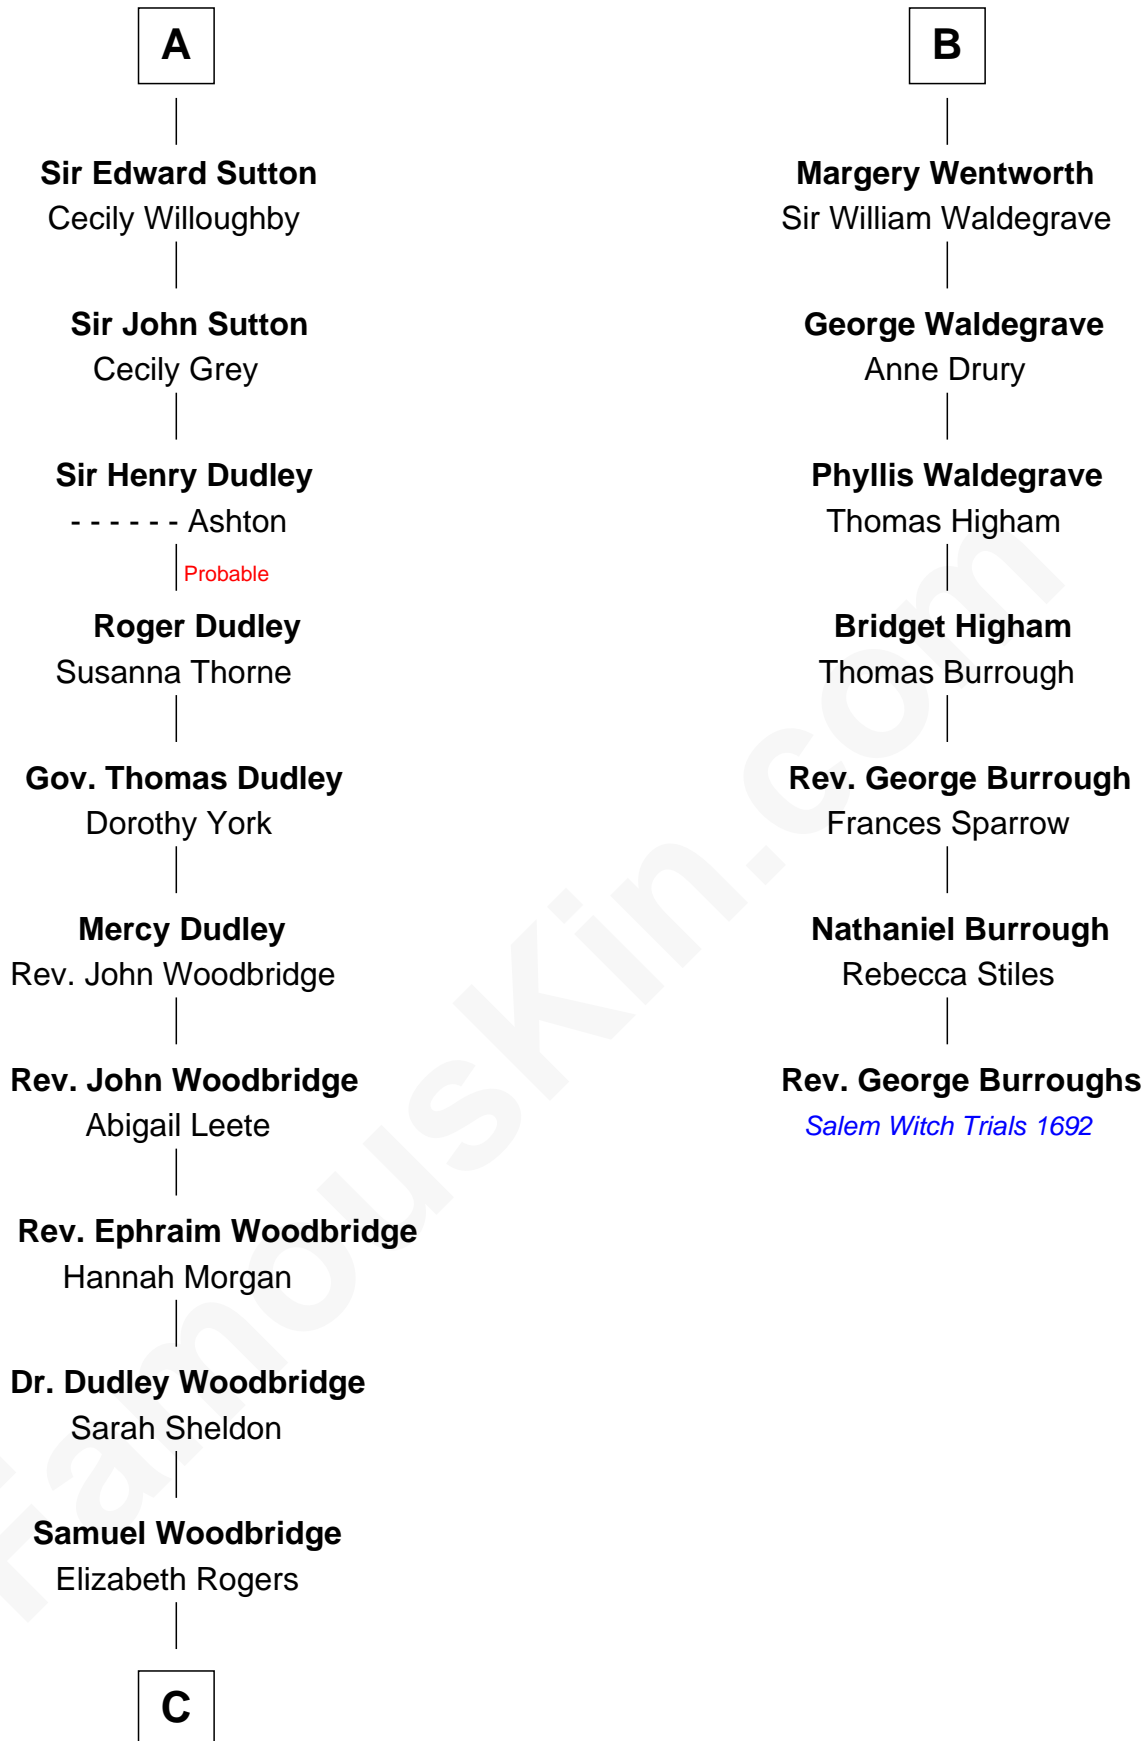 A
Sir Edward Sutton
Cecily Willoughby
Sir John Sutton
Cecily Grey
Sir Henry Dudley
- - - - - - Ashton
Probable
Roger Dudley
Susanna Thorne
Gov. Thomas Dudley
Dorothy York
Mercy Dudley
Rev. John Woodbridge
Rev. John Woodbridge
Abigail Leete
Rev. Ephraim Woodbridge
Hannah Morgan
Dr. Dudley Woodbridge
Sarah Sheldon
Samuel Woodbridge
Elizabeth Rogers
C
B
Margery Wentworth
Sir William Waldegrave
George Waldegrave
Anne Drury
Phyllis Waldegrave
Thomas Higham
Bridget Higham
Thomas Burrough
Rev. George Burrough
Frances Sparrow
Nathaniel Burrough
Rebecca Stiles
Rev. George Burroughs
Salem Witch Trials 1692
FamousKin.com